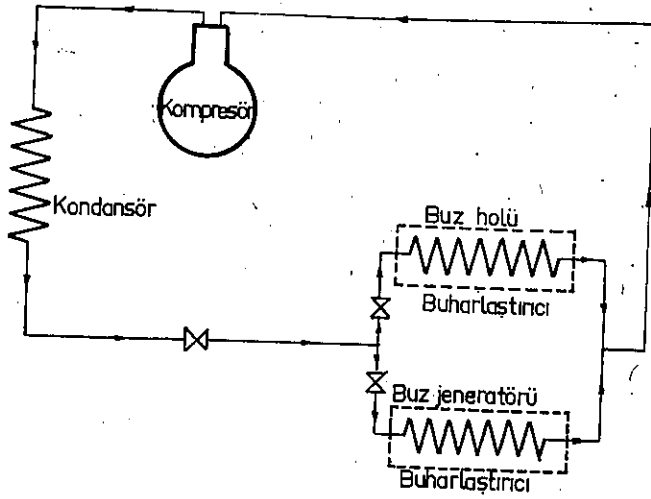 Kompresör
Kondansör
Buz holü
Buharlaştırıcı
Buz jeneratörü
Buharlaştırıcı